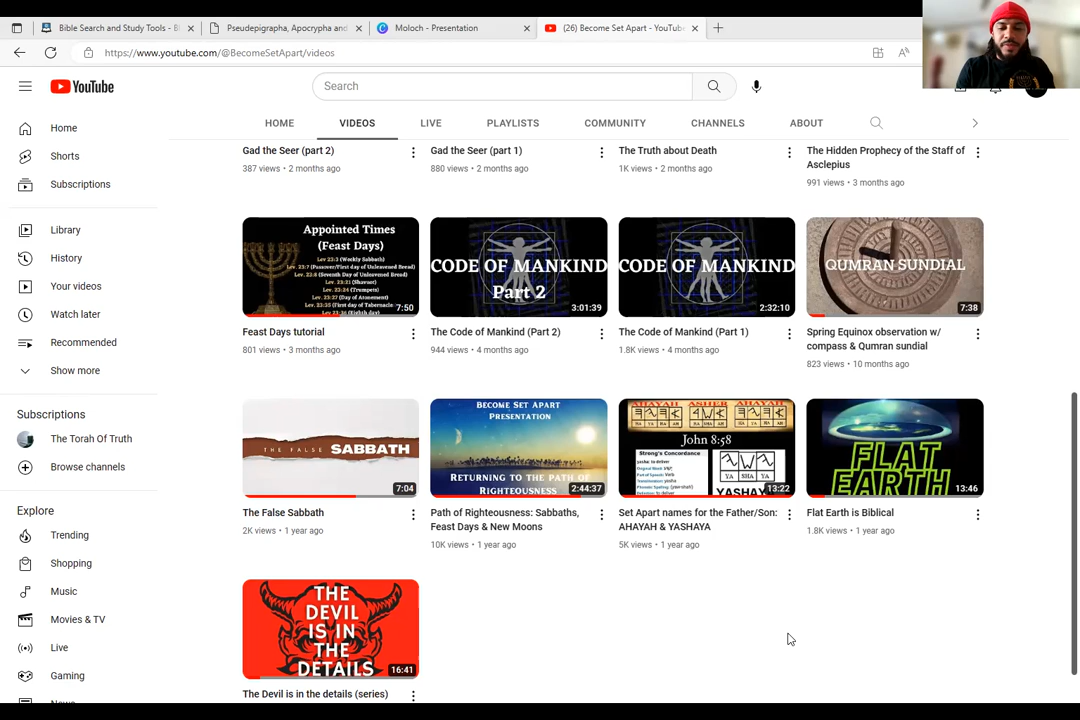 Bible Search and Study Tools - Bl
Pseudepigrapha, Apocrypha and
Moloch - Presentation
(26) Become Set Apart - YouTube
https://www.youtube.com/@BecomeSetApart/videos
YouTube
Search
HOME
VIDEOS
LIVE
PLAYLISTS
COMMUNITY
CHANNELS
ABOUT
Home
Shorts
Subscriptions
Library
History
Your videos
Watch later
Recommended
Show more
Subscriptions
The Torah Of Truth
Browse channels
Explore
Trending
Shopping
Music
Movies & TV
Live
Gaming
Gad the Seer (part 2)
387 views • 2 months ago
Gad the Seer (part 1)
880 views • 2 months ago
The Truth about Death
1K views • 2 months ago
The Hidden Prophecy of the Staff of
Asclepius
991 views • 3 months ago
Appointed Times
(Feast Days)
Lev 23:3 (Weekly Sabbath)
7:50
Feast Days tutorial
801 views • 3 months ago
CODE OF MANKIND
Part 2
3:01:39
The Code of Mankind (Part 2)
944 views • 4 months ago
CODE OF MANKIND
2:32:10
The Code of Mankind (Part 1)
1.8K views • 4 months ago
QUMRAN SUNDIAL
7:38
Spring Equinox observation w/
compass & Qumran sundial
823 views • 10 months ago
THE FALSE SABBATH
7:04
The False Sabbath
2K views • 1 year ago
BECOME SET APART
PRESENTATION
RETURNING TO THE PATH OF
RIGHTEOUSNESS
2:44:37
Path of Righteousness: Sabbaths,
Feast Days & New Moons
10K views • 1 year ago
AHAYAH ASHER AHAYAH
John 8:58
Strong's Concordance
YA SHA YA
YASHAYA
13:22
Set Apart names for the Father/Son:
AHAYAH & YASHAYA
5K views • 1 year ago
FLAT
EARTH
13:46
Flat Earth is Biblical
1.8K views • 1 year ago
THE
DEVIL
IS IN
THE
DETAILS
16:41
The Devil is in the details (series)